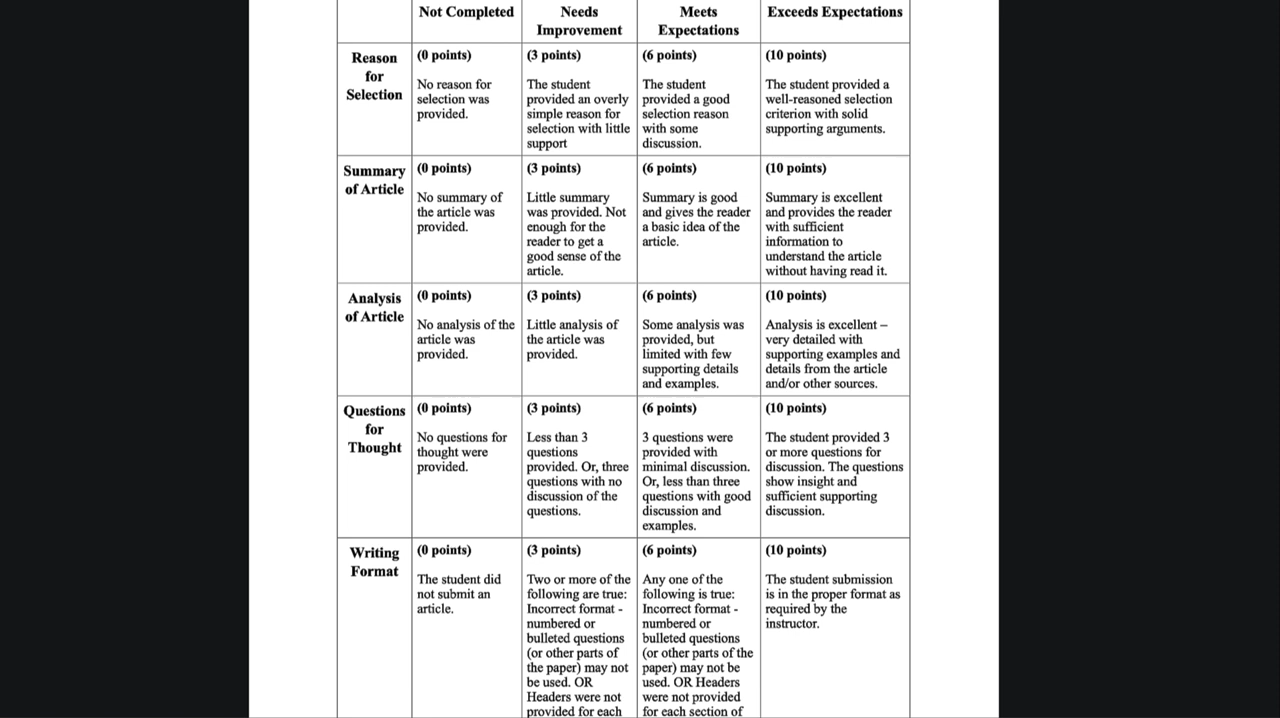 Not Completed
Needs
Improvement
Meets
Expectations
Exceeds Expectations
Reason
for
Selection
(0 points)
No reason for
selection was
provided.
(3 points)
The student
provided an overly
simple reason for
selection with little
support
(6 points)
The student
provided a good
selection reason
with some
discussion.
(10 points)
The student provided a
well-reasoned selection
criterion with solid
supporting arguments.
Summary
of Article
(0 points)
No summary of
the article was
provided.
(3 points)
Little summary
was provided. Not
enough for the
reader to get a
good sense of the
article.
(6 points)
Summary is good
and gives the reader
a basic idea of the
article.
(10 points)
Summary is excellent
and provides the reader
with sufficient
information to
understand the article
without having read it.
Analysis
of Article
(0 points)
No analysis of the
article was
provided.
(3 points)
Little analysis of
the article was
provided.
(6 points)
Some analysis was
provided, but
limited with few
supporting details
and examples.
(10 points)
Analysis is excellent –
very detailed with
supporting examples and
details from the article
and/or other sources.
Questions
for
Thought
(0 points)
No questions for
thought were
provided.
(3 points)
Less than 3
questions
provided. Or, three
questions with no
discussion of the
questions.
(6 points)
3 questions were
provided with
minimal discussion.
Or, less than three
questions with good
discussion and
examples.
(10 points)
The student provided 3
or more questions for
discussion. The questions
show insight and
sufficient supporting
discussion.
Writing
Format
(0 points)
The student did
not submit an
article.
(3 points)
Two or more of the
following are true:
Incorrect format -
numbered or
bulleted questions
(or other parts of
the paper) may not
be used. OR
Headers were not
provided for each
(6 points)
Any one of the
following is true:
Incorrect format -
numbered or
bulleted questions
(or other parts of the
paper) may not be
used. OR Headers
were not provided
for each section of
(10 points)
The student submission
is in the proper format as
required by the
instructor.